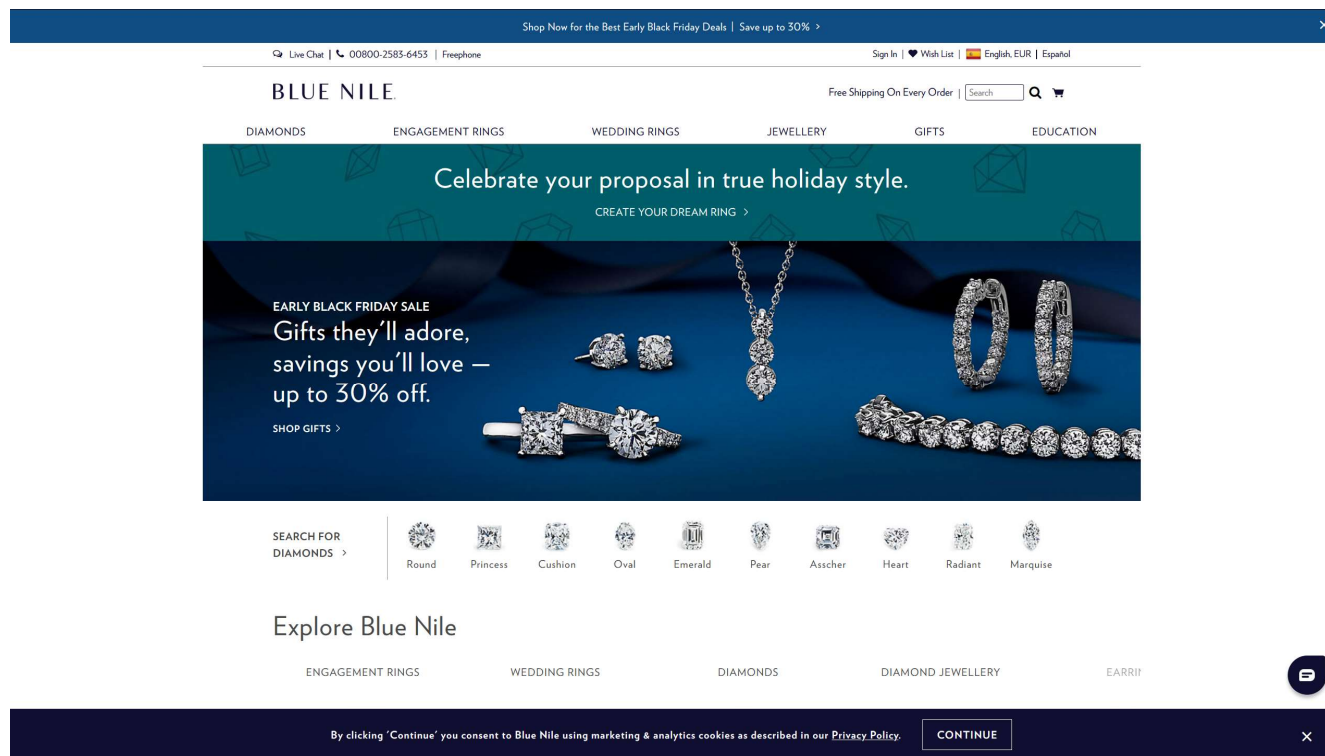 Shop Now for the Best Early Black Friday Deals | Save up to 30% >
Live Chat | 00800-2583-6453 | Freephone
Sign In | Wish List | English, EUR | Español
BLUE NILE.
Free Shipping On Every Order | Search
DIAMONDS ENGAGEMENT RINGS WEDDING RINGS JEWELLERY GIFTS EDUCATION
Celebrate your proposal in true holiday style.
CREATE YOUR DREAM RING >
EARLY BLACK FRIDAY SALE
Gifts they'll adore,
savings you'll love —
up to 30% off.
SHOP GIFTS >
SEARCH FOR
DIAMONDS >
Round Princess Cushion Oval Emerald Pear Asscher Heart Radiant Marquise
Explore Blue Nile
ENGAGEMENT RINGS WEDDING RINGS DIAMONDS DIAMOND JEWELLERY
By clicking 'Continue' you consent to Blue Nile using marketing & analytics cookies as described in our Privacy Policy. CONTINUE